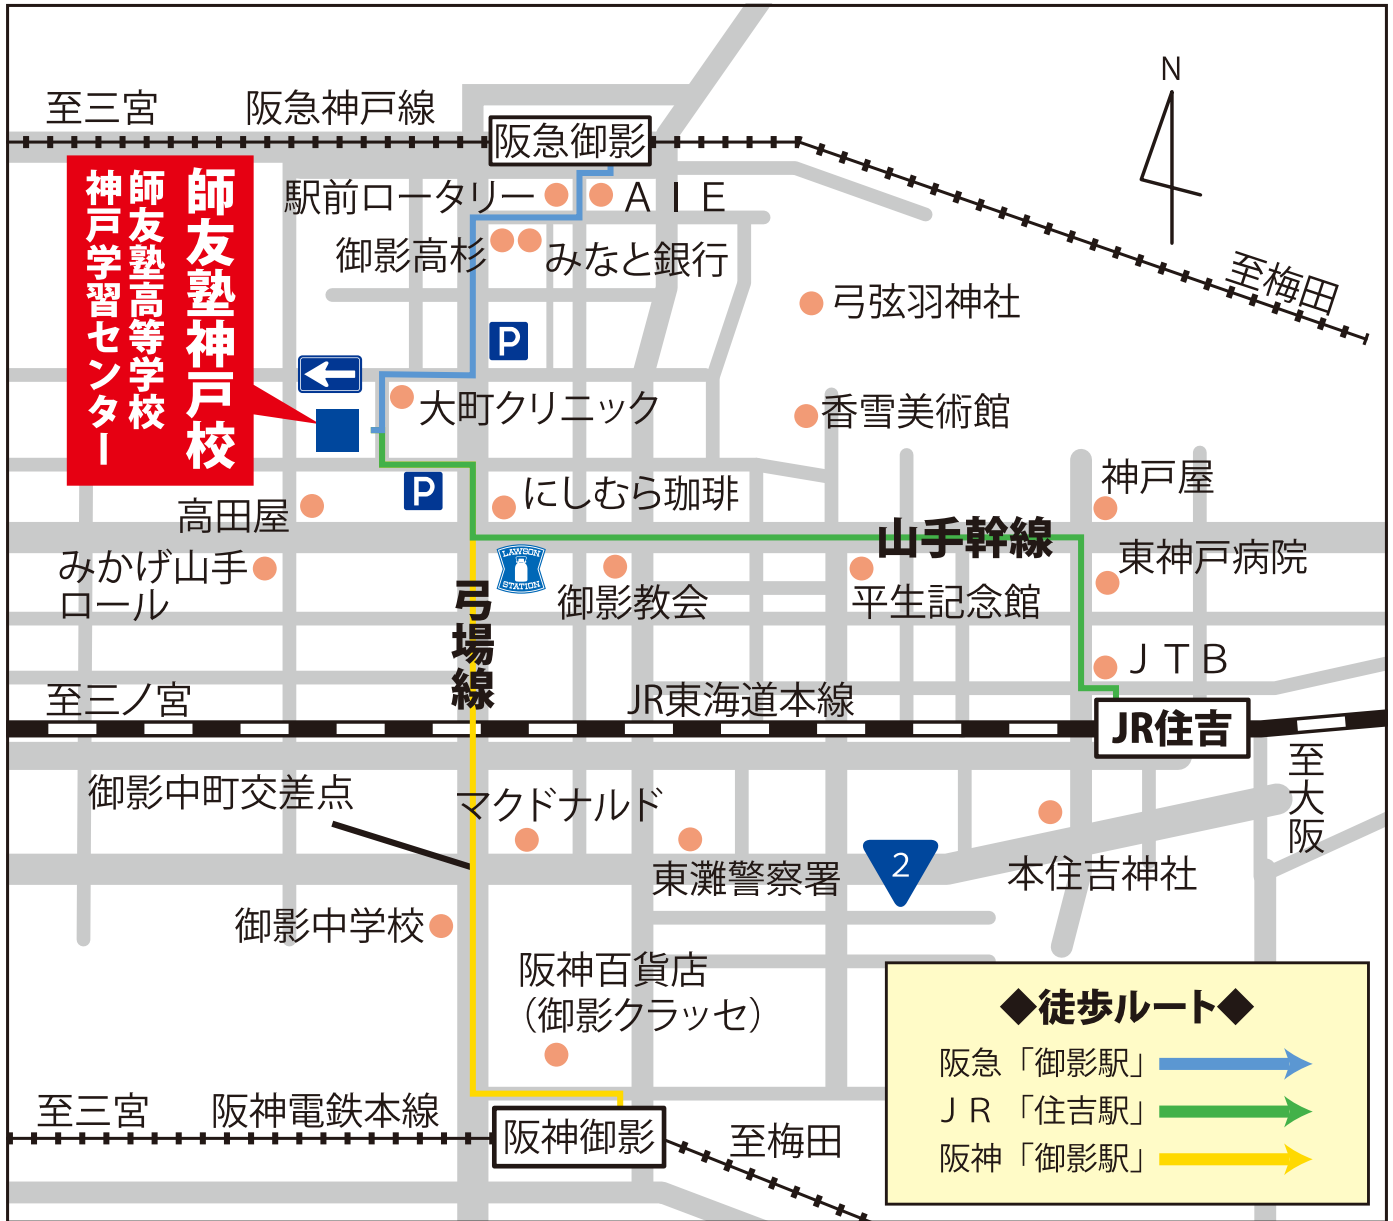 N
至三宮
阪急神戸線
阪急御影
駅前ロータリー
ＡＩＥ
御影高杉
みなと銀行
至梅田
弓弦羽神社
師友塾神戸校
師友塾高等学校
神戸学習センター
P
大町クリニック
香雪美術館
P
にしむら珈琲
高田屋
神戸屋
山手幹線
みかげ山手
ロール
LAWSON
STATION
御影教会
平生記念館
東神戸病院
弓場線
ＪＴＢ
至三ノ宮
JR東海道本線
JR住吉
至大阪
御影中町交差点
マクドナルド
東灘警察署
2
本住吉神社
御影中学校
阪神百貨店
（御影クラッセ）
至三宮
阪神電鉄本線
阪神御影
至梅田
◆徒歩ルート◆
阪急「御影駅」
ＪＲ「住吉駅」
阪神「御影駅」